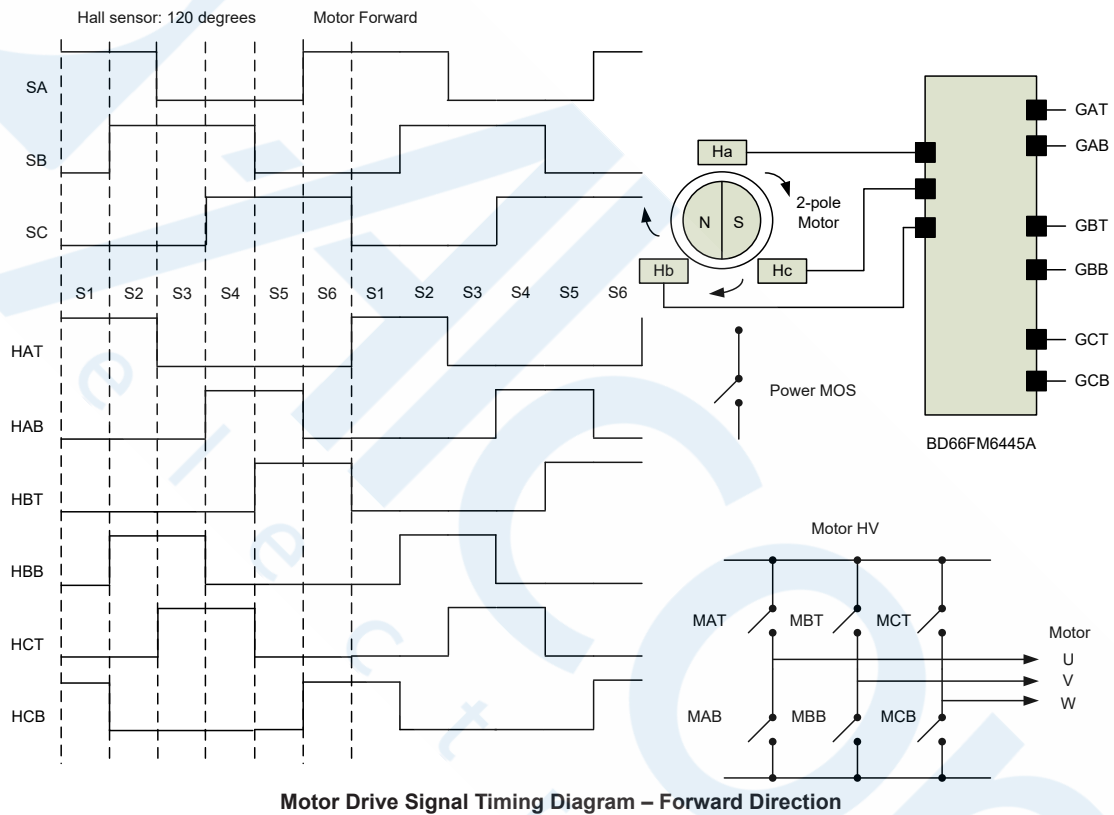 Hall sensor: 120 degrees
Motor Forward
SA
SB
SC
S1 S2 S3 S4 S5 S6 S1 S2 S3 S4 S5 S6
HAT
HAB
HBT
HBB
HCT
HCB
Ha
2-pole
Motor
N S
Hb
Hc
Power MOS
GAT
GAB
GBT
GBB
GCT
GCB
BD66FM6445A
Motor HV
MAT
MBT
MCT
Motor
U
V
W
MAB
MBB
MCB
Motor Drive Signal Timing Diagram – Forward Direction